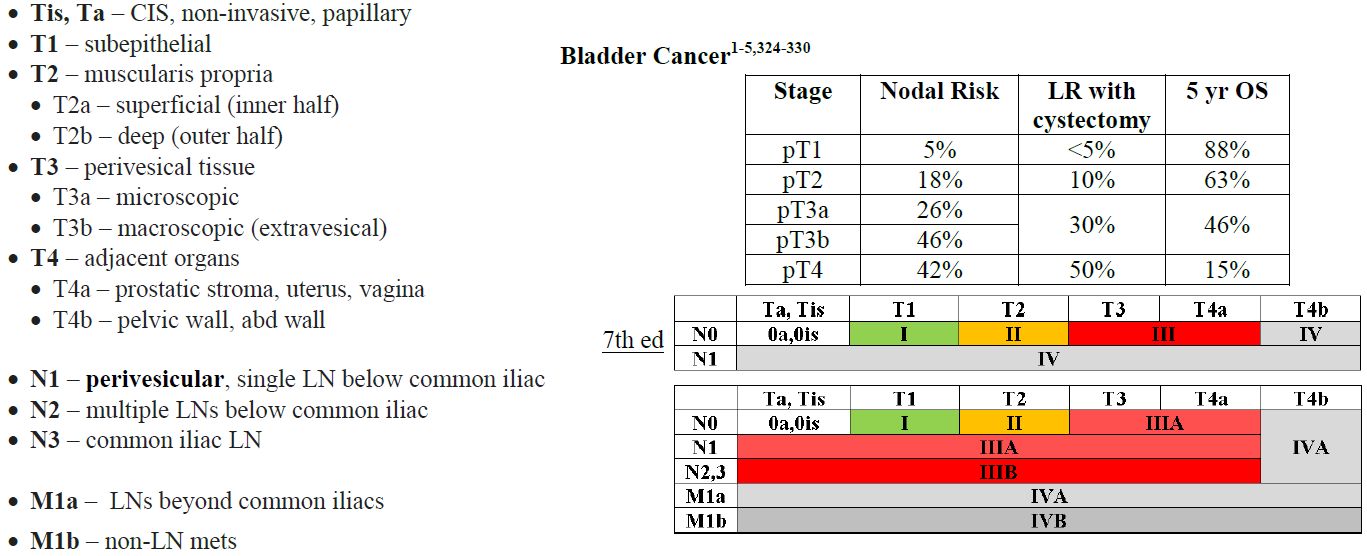 • Tis, Ta – CIS, non-invasive, papillary
• T1 – subepithelial
• T2 – muscularis propria
• T2a – superficial (inner half)
• T2b – deep (outer half)
• T3 – perivesical tissue
• T3a – microscopic
• T3b – macroscopic (extravesical)
• T4 – adjacent organs
• T4a – prostatic stroma, uterus, vagina
• T4b – pelvic wall, abd wall
• N1 – perivesicular, single LN below common iliac
• N2 – multiple LNs below common iliac
• N3 – common iliac LN
• M1a – LNs beyond common iliacs
• M1b – non-LN mets
Bladder Cancer1-5,324-330
Stage Nodal Risk LR with 5 yr OS
cystectomy
pT1 5% <5% 88%
pT2 18% 10% 63%
pT3a 26%
30% 46%
pT3b 46%
pT4 42% 50% 15%
7th ed
Ta, Tis T1 T2 T3 T4a T4b
N0 0a,0is I II III IV
N1 IV
Ta, Tis T1 T2 T3 T4a T4b
N0 0a,0is I II IIIA
N1 IIIA IVA
N2,3 IIIB
M1a IVA
M1b IVB